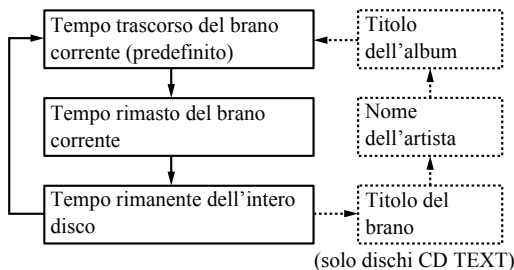 Tempo trascorso del brano
corrente (predefinito)
Tempo rimasto del brano
corrente
Tempo rimanente dell'intero
disco
Titolo
dell'album
Nome
dell'artista
Titolo del
brano
(solo dischi CD TEXT)